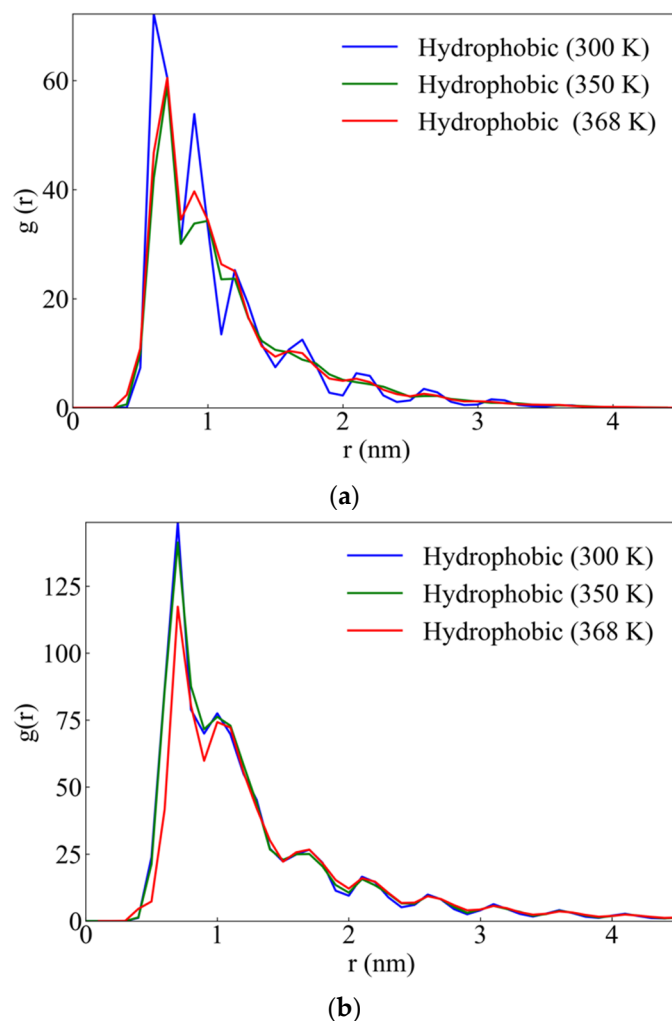 Hydrophobic (300 K)
Hydrophobic (350 K)
Hydrophobic  (368 K)
g (r)
60
40
20
0
0 1 2 3 4
r (nm)
(a)
Hydrophobic (300 K)
Hydrophobic (350 K)
Hydrophobic (368 K)
g(r)
125
100
75
50
25
0
0 1 2 3 4
r (nm)
(b)